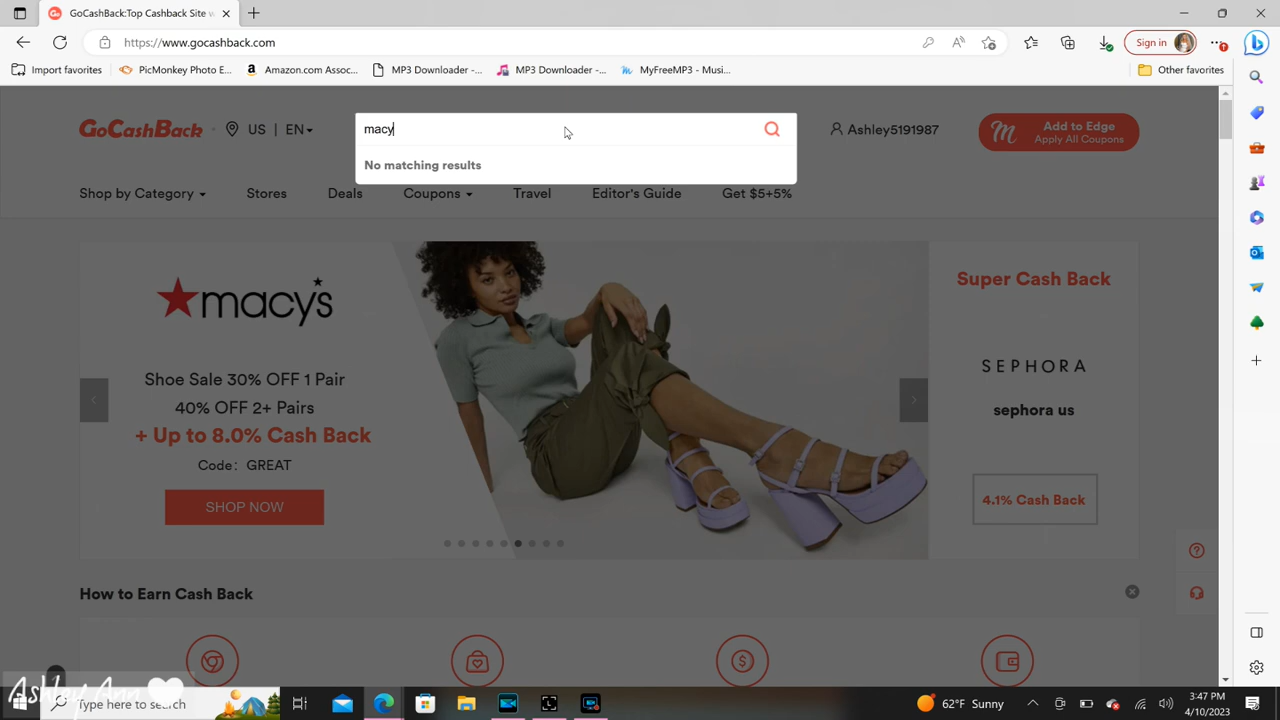 GoCashBack:Top Cashback Site w
https://www.gocashback.com
Sign in
Import favorites
PicMonkey Photo E...
Amazon.com Assoc...
MP3 Downloader -...
MP3 Downloader -...
MyFreeMP3 - Musi...
Other favorites
GoCashBack
US | EN
macy
No matching results
Ashley5191987
Add to Edge
Apply All Coupons
Shop by Category
Stores
Deals
Coupons
Travel
Editor's Guide
Get $5+5%
macy's
Shoe Sale 30% OFF 1 Pair
40% OFF 2+ Pairs
+ Up to 8.0% Cash Back
Code: GREAT
SHOP NOW
Super Cash Back
SEPHORA
sephora us
4.1% Cash Back
How to Earn Cash Back
Ashley Ann
Type here to search
62°F Sunny
3:47 PM
4/10/2023